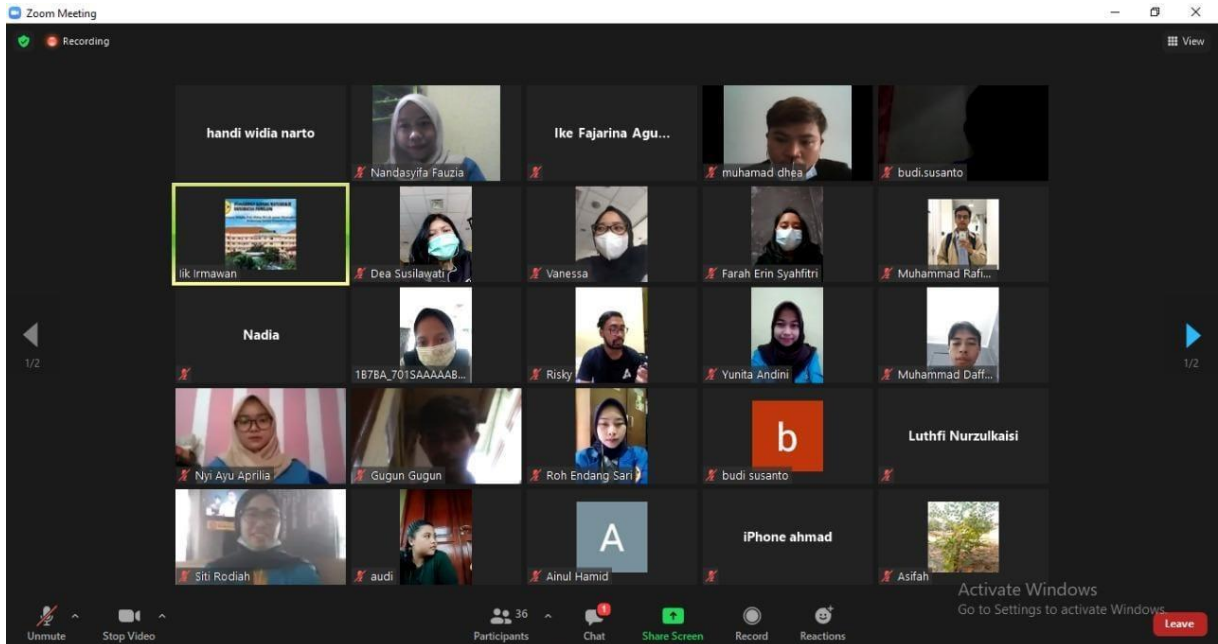 Zoom Meeting
Recording
View
handi widia narto
Nandasyifa Fauzia
Ike Fajarina Agu...
muhamad dhea
budi.susanto
Iik Irmawan
Dea Susilawati
Vanessa
Farah Erin Syahfitri
Muhammad Rafi...
Nadia
1B7BA_701SAAAAAB...
Risky
Yunita Andini
Muhammad Daff...
1/2
1/2
Nyi Ayu Aprilia
Gugun Gugun
Roh Endang Sari
b
budi susanto
Luthfi Nurzulkaisi
Siti Rodiah
audi
A
Ainul Hamid
iPhone ahmad
Asifah
Activate Windows
Go to Settings to activate Windows.
Unmute
Stop Video
36
Participants
1
Chat
Share Screen
Record
Reactions
Leave